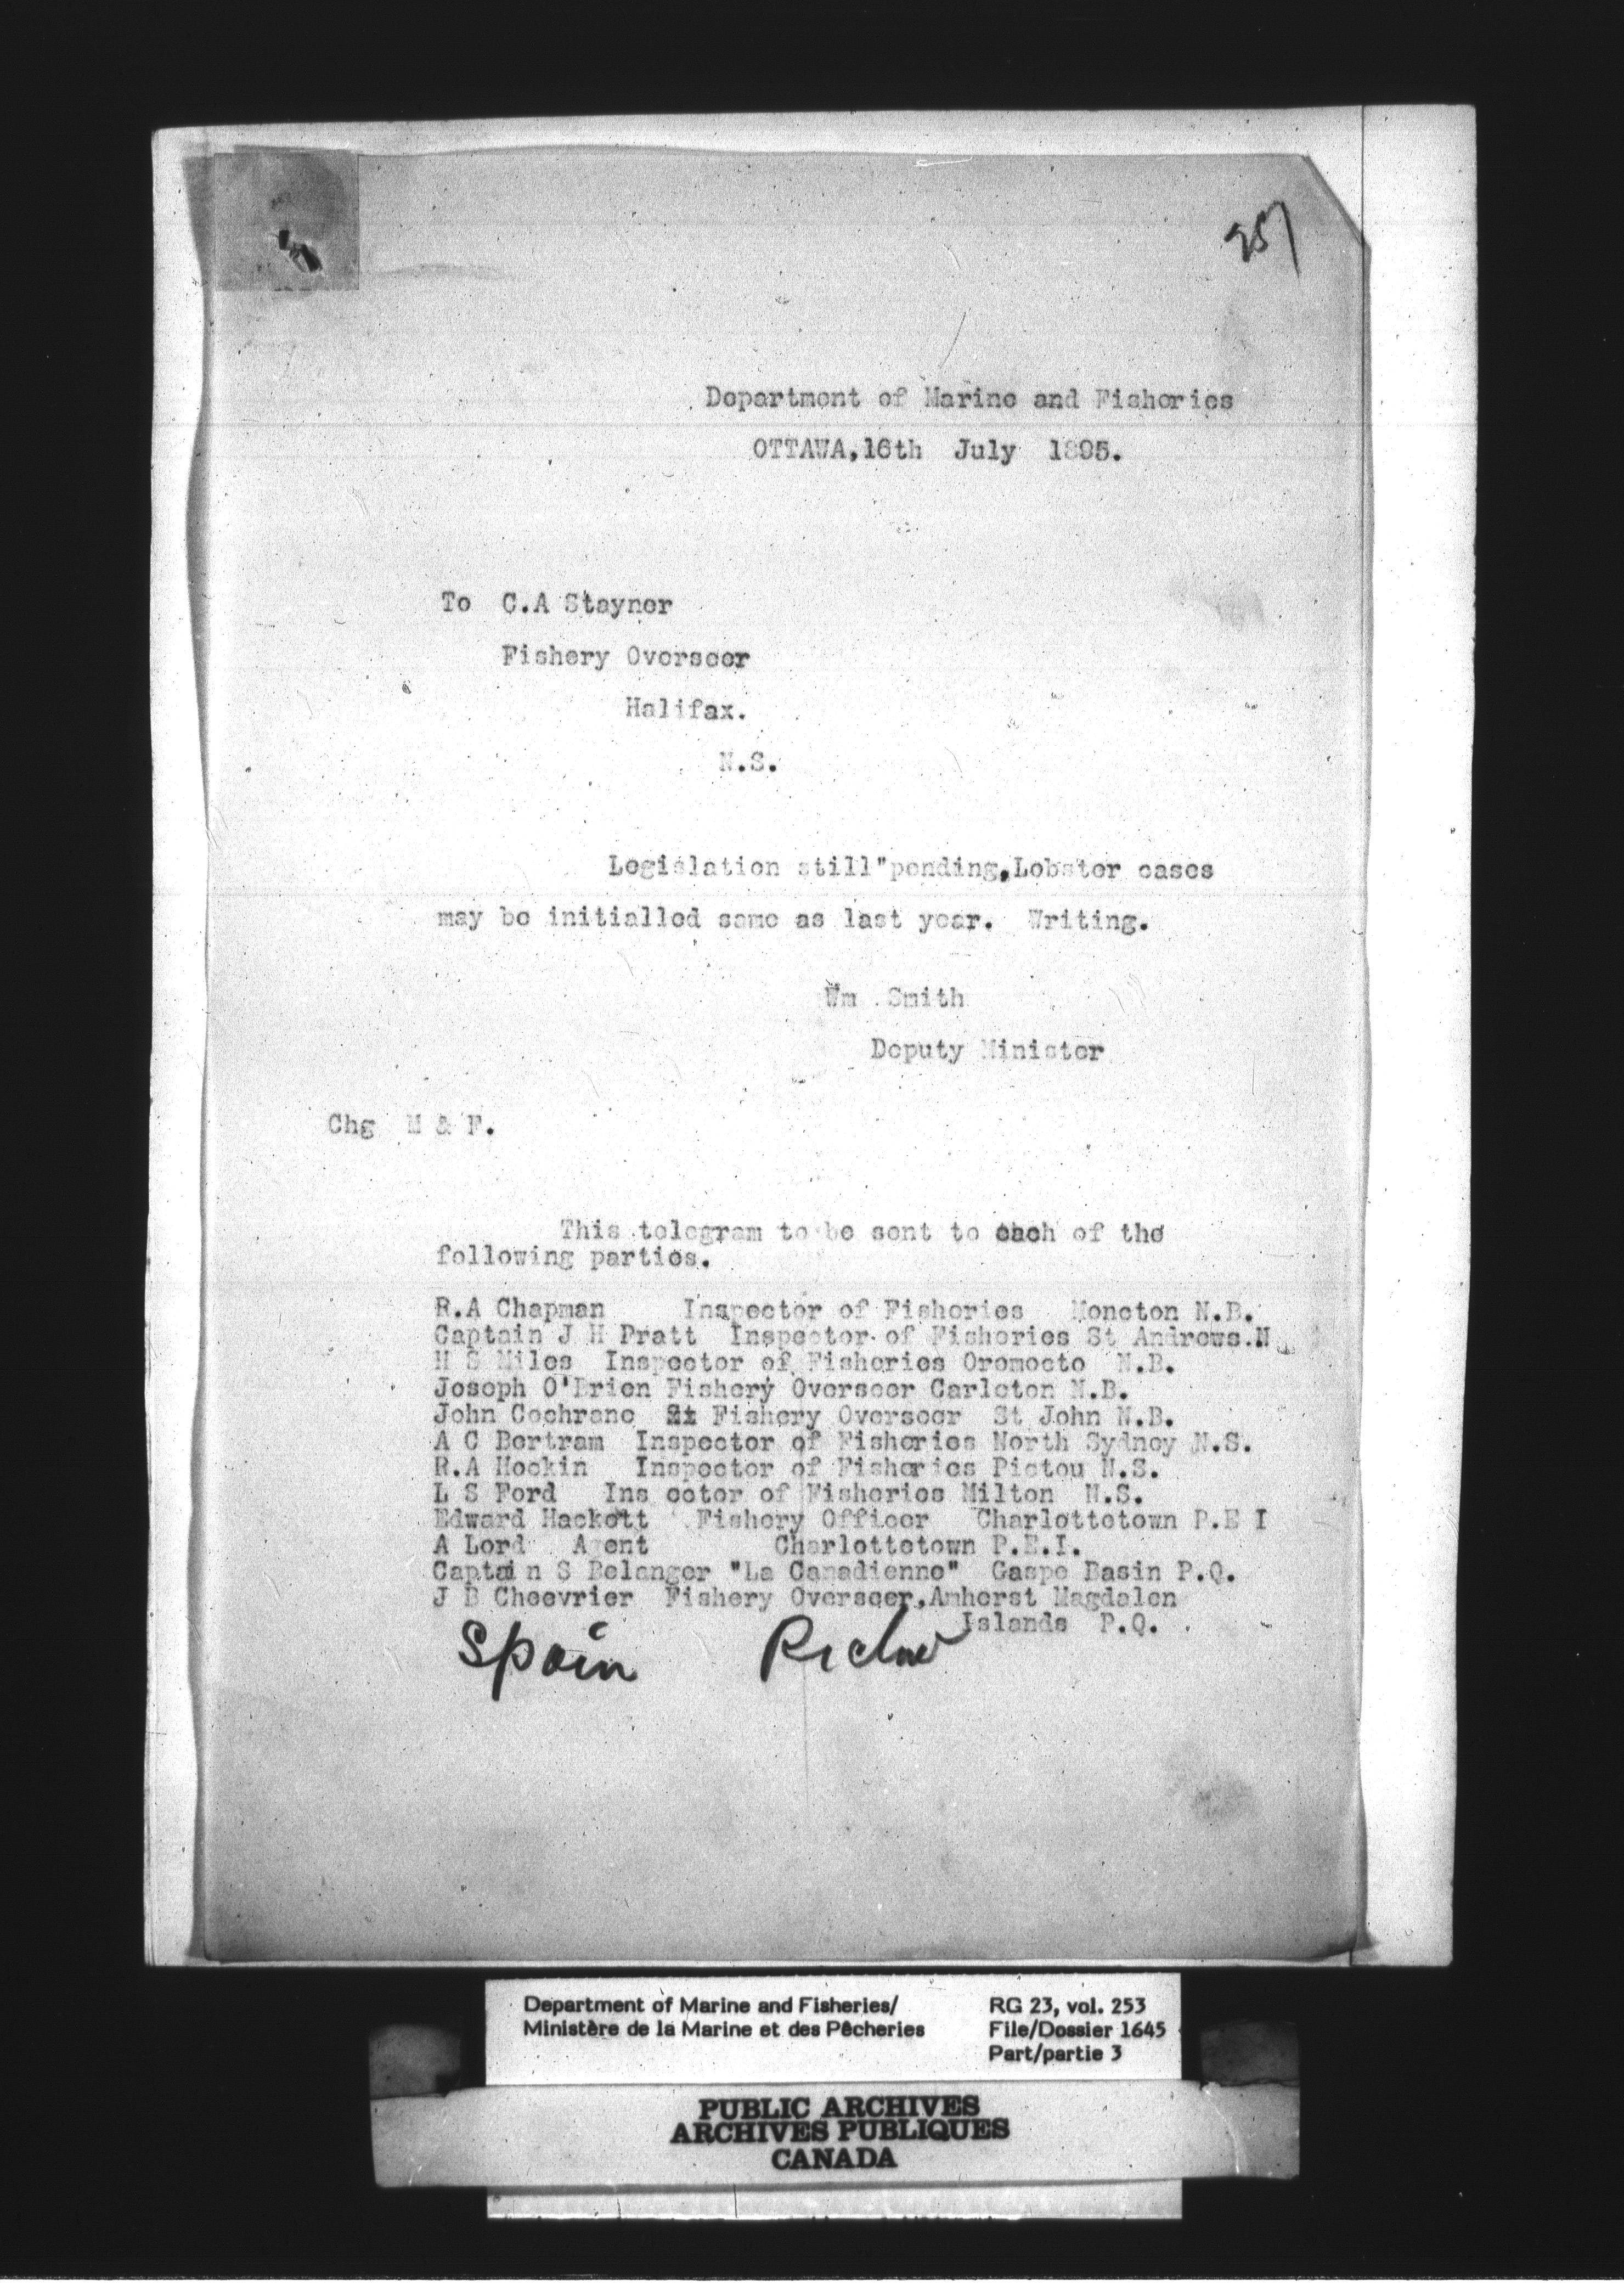 257
Department of Marine and Fisheries
OTTAWA, 16th July 1895.
To C.A Stayner
Fishery Overseer
Halifax.
N.S.
Legislation still"pending, Lobster cases
may be initialled same as last year. Writing.
Wm Smith
Deputy Minister
Chg M & F.
This telegram to be sent to each of the
following parties.
R.A Chapman Inspector of Fisheries Moncton N.B.
Captain J H Pratt Inspector of Fisheries St Andrews.N
H S Miles Inspector of Fisheries Oromocto N.B.
Joseph O'Brien Fishery Overseer Carleton N.B.
John Cochrane St Fishery Overseer St John N.B.
A C Bertram Inspector of Fisheries North Sydney N.S.
R.A Hockin Inspector of Fisheries Pictou N.S.
L S Ford Ins ector of Fisheries Milton N.S.
Edward Hackett Fishery Officer Charlottetown P.E I
A Lord Agent Charlottetown P.E.I.
Captain S Belanger "La Canadienne" Gaspe Basin P.Q.
J B Cheevrier Fishery Overseer, Amherst Magdalen
Islands P.Q.
Spain
Department of Marine and Fisheries/
Ministère de la Marine et des Pêcheries
RG 23, vol. 253
File/Dossier 1645
Part/partie 3
PUBLIC ARCHIVES
ARCHIVES PUBLIQUES
CANADA